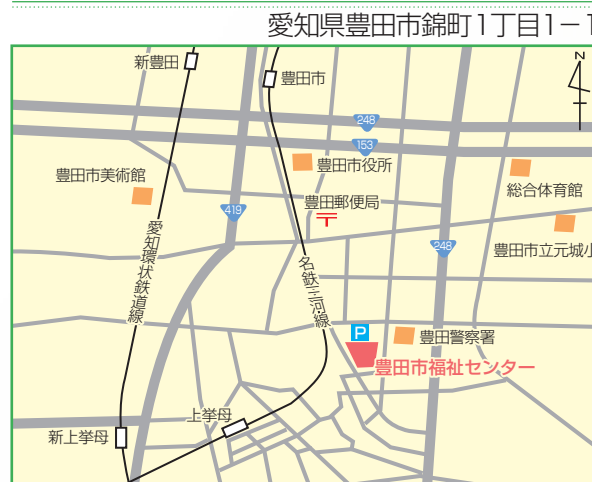 愛知県豊田市錦町1丁目1−1
新豊田
豊田市
N
248
153
豊田市役所
豊田市美術館
総合体育館
豊田郵便局
〒
419
豊田市立元城小
248
愛知環状鉄道線
名鉄三河線
P
豊田警察署
豊田市福祉センター
上挙母
新上挙母